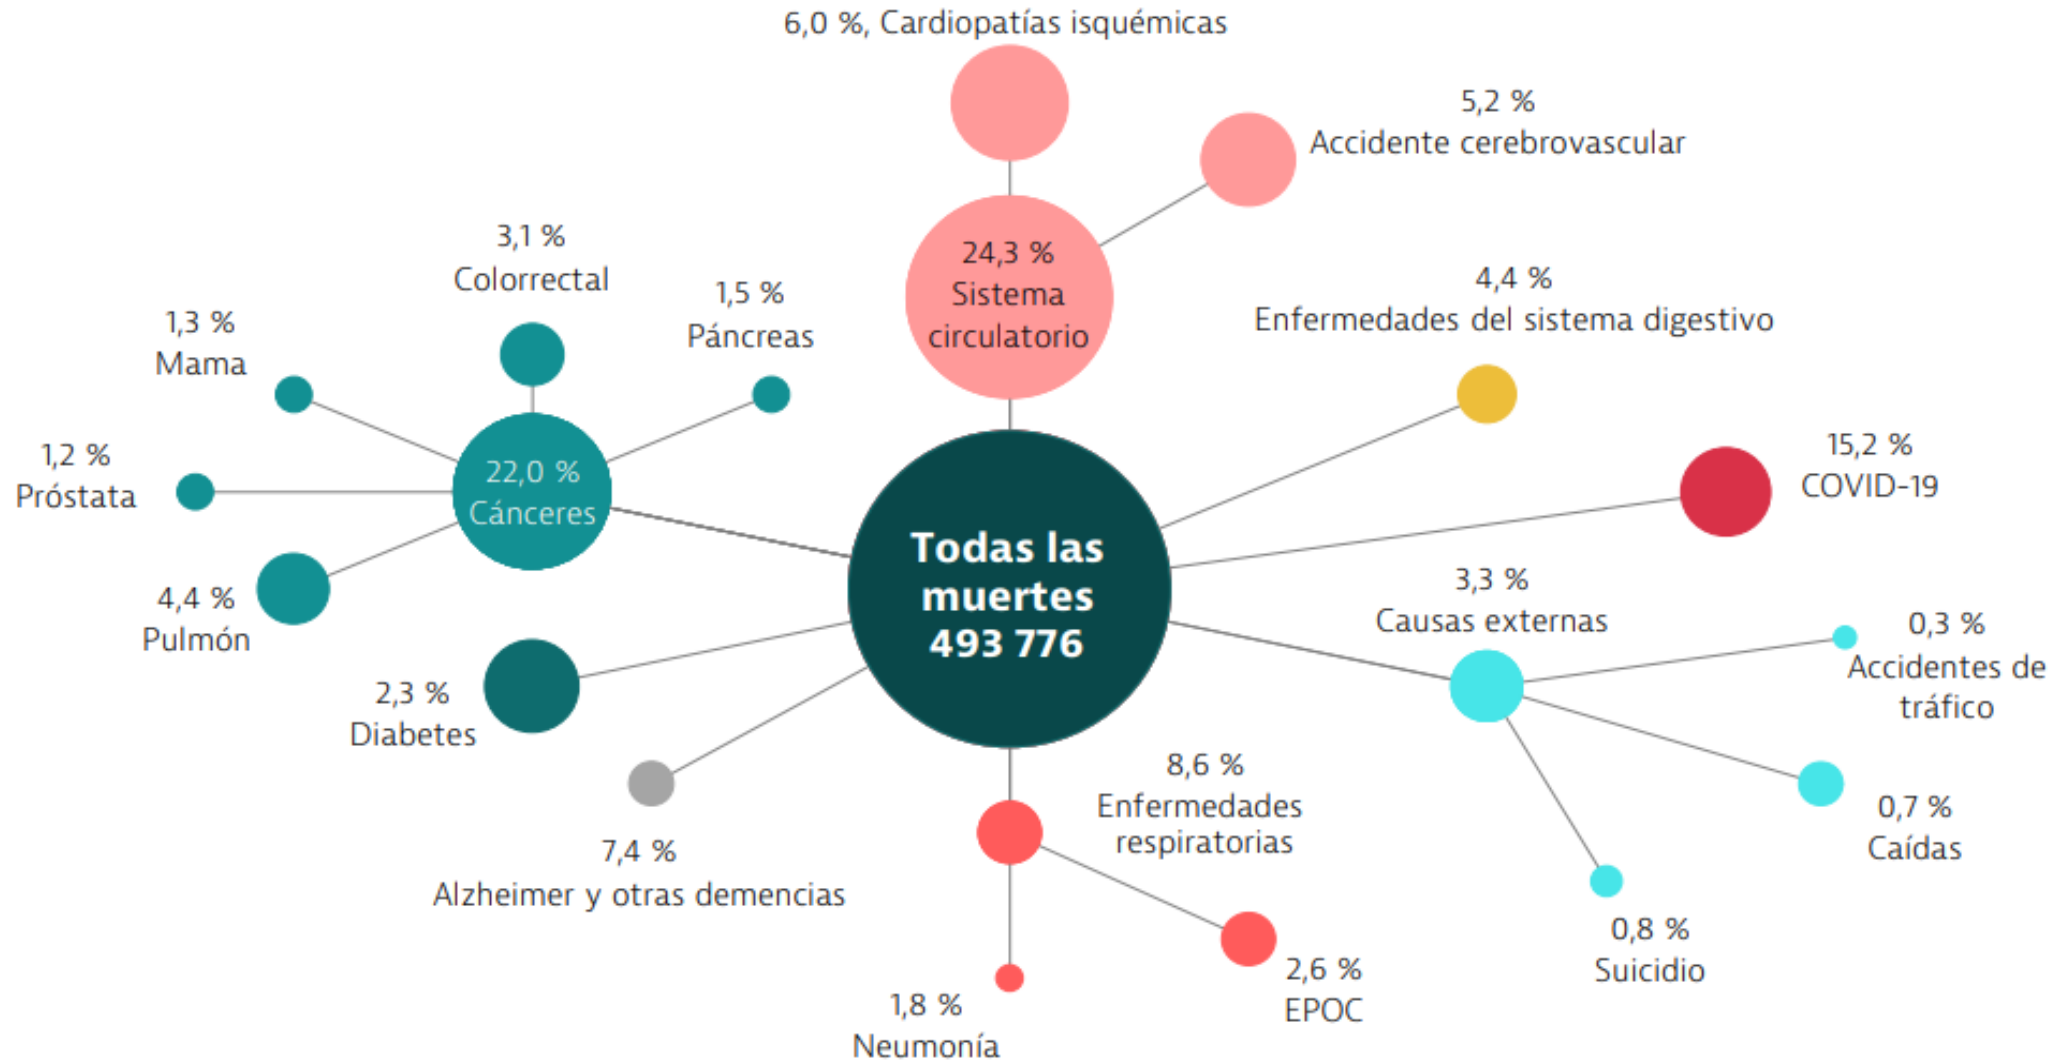 6,0 %, Cardiopatías isquémicas
5,2 %
Accidente cerebrovascular
24,3 %
Sistema
circulatorio
4,4 %
Enfermedades del sistema digestivo
15,2 %
COVID-19
3,3 %
Causas externas
0,3 %
Accidentes de
tráfico
0,7 %
Caídas
0,8 %
Suicidio
8,6 %
Enfermedades
respiratorias
2,6 %
EPOC
1,8 %
Neumonía
7,4 %
Alzheimer y otras demencias
2,3 %
Diabetes
22,0 %
Cánceres
4,4 %
Pulmón
1,2 %
Próstata
1,3 %
Mama
3,1 %
Colorrectal
1,5 %
Páncreas
Todas las
muertes
493 776